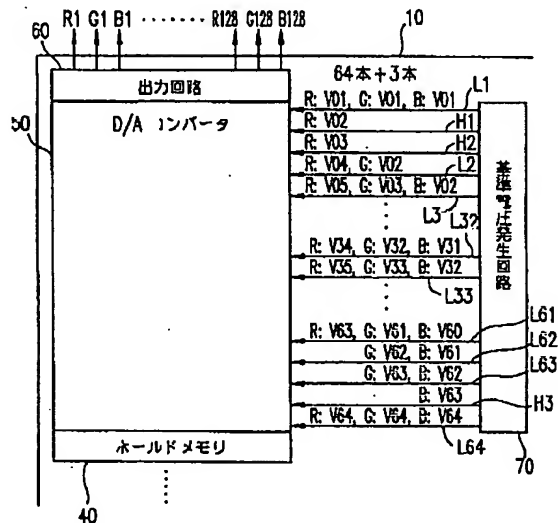 R1 G1 B1 R128 G128 B128
10
60
出力回路
64本+3本
50
D/A コンバータ
R: V01, G: V01, B: V01
L1
R: V02
H1
R: V03
H2
R: V04, G: V02
L2
R: V05, G: V03, B: V02
L3
L32
R: V34, G: V32, B: V31
R: V35, G: V33, B: V32
L33
基準電圧発生回路
R: V63, G: V61, B: V60
L61
G: V62, B: V61
L62
G: V63, B: V62
L63
B: V63
H3
R: V64, G: V64, B: V64
L64
ホールドメモリ
40
70